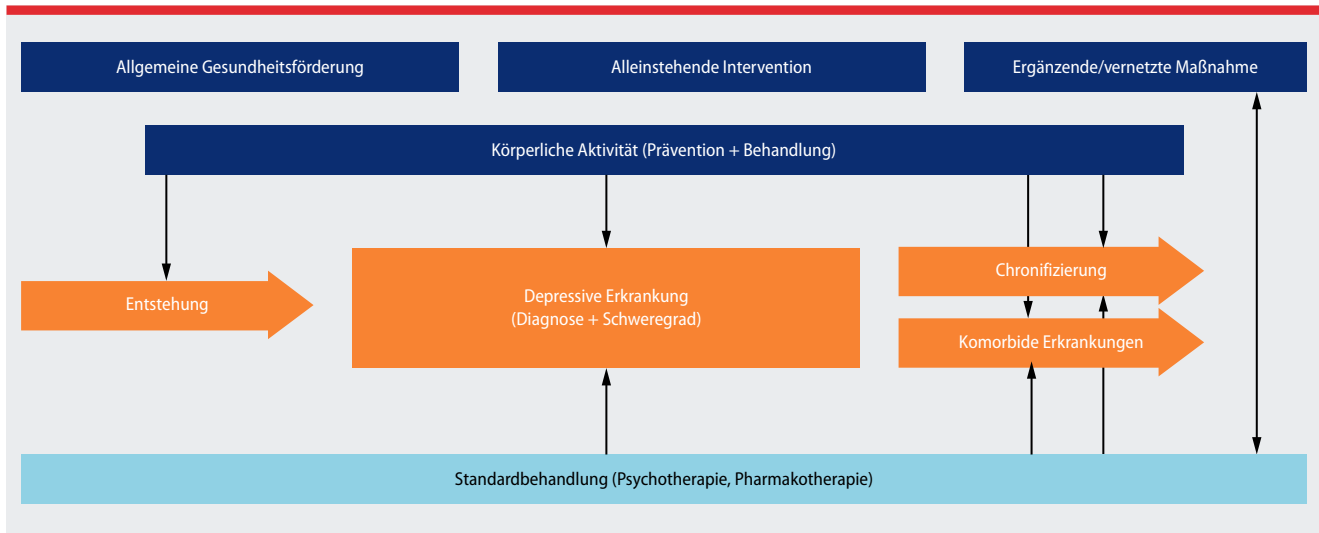 Allgemeine Gesundheitsförderung
Alleinstehende Intervention
Ergänzende/vernetzte Maßnahme
Körperliche Aktivität (Prävention + Behandlung)
Entstehung
Depressive Erkrankung
(Diagnose + Schweregrad)
Chronifizierung
Komorbide Erkrankungen
Standardbehandlung (Psychotherapie, Pharmakotherapie)